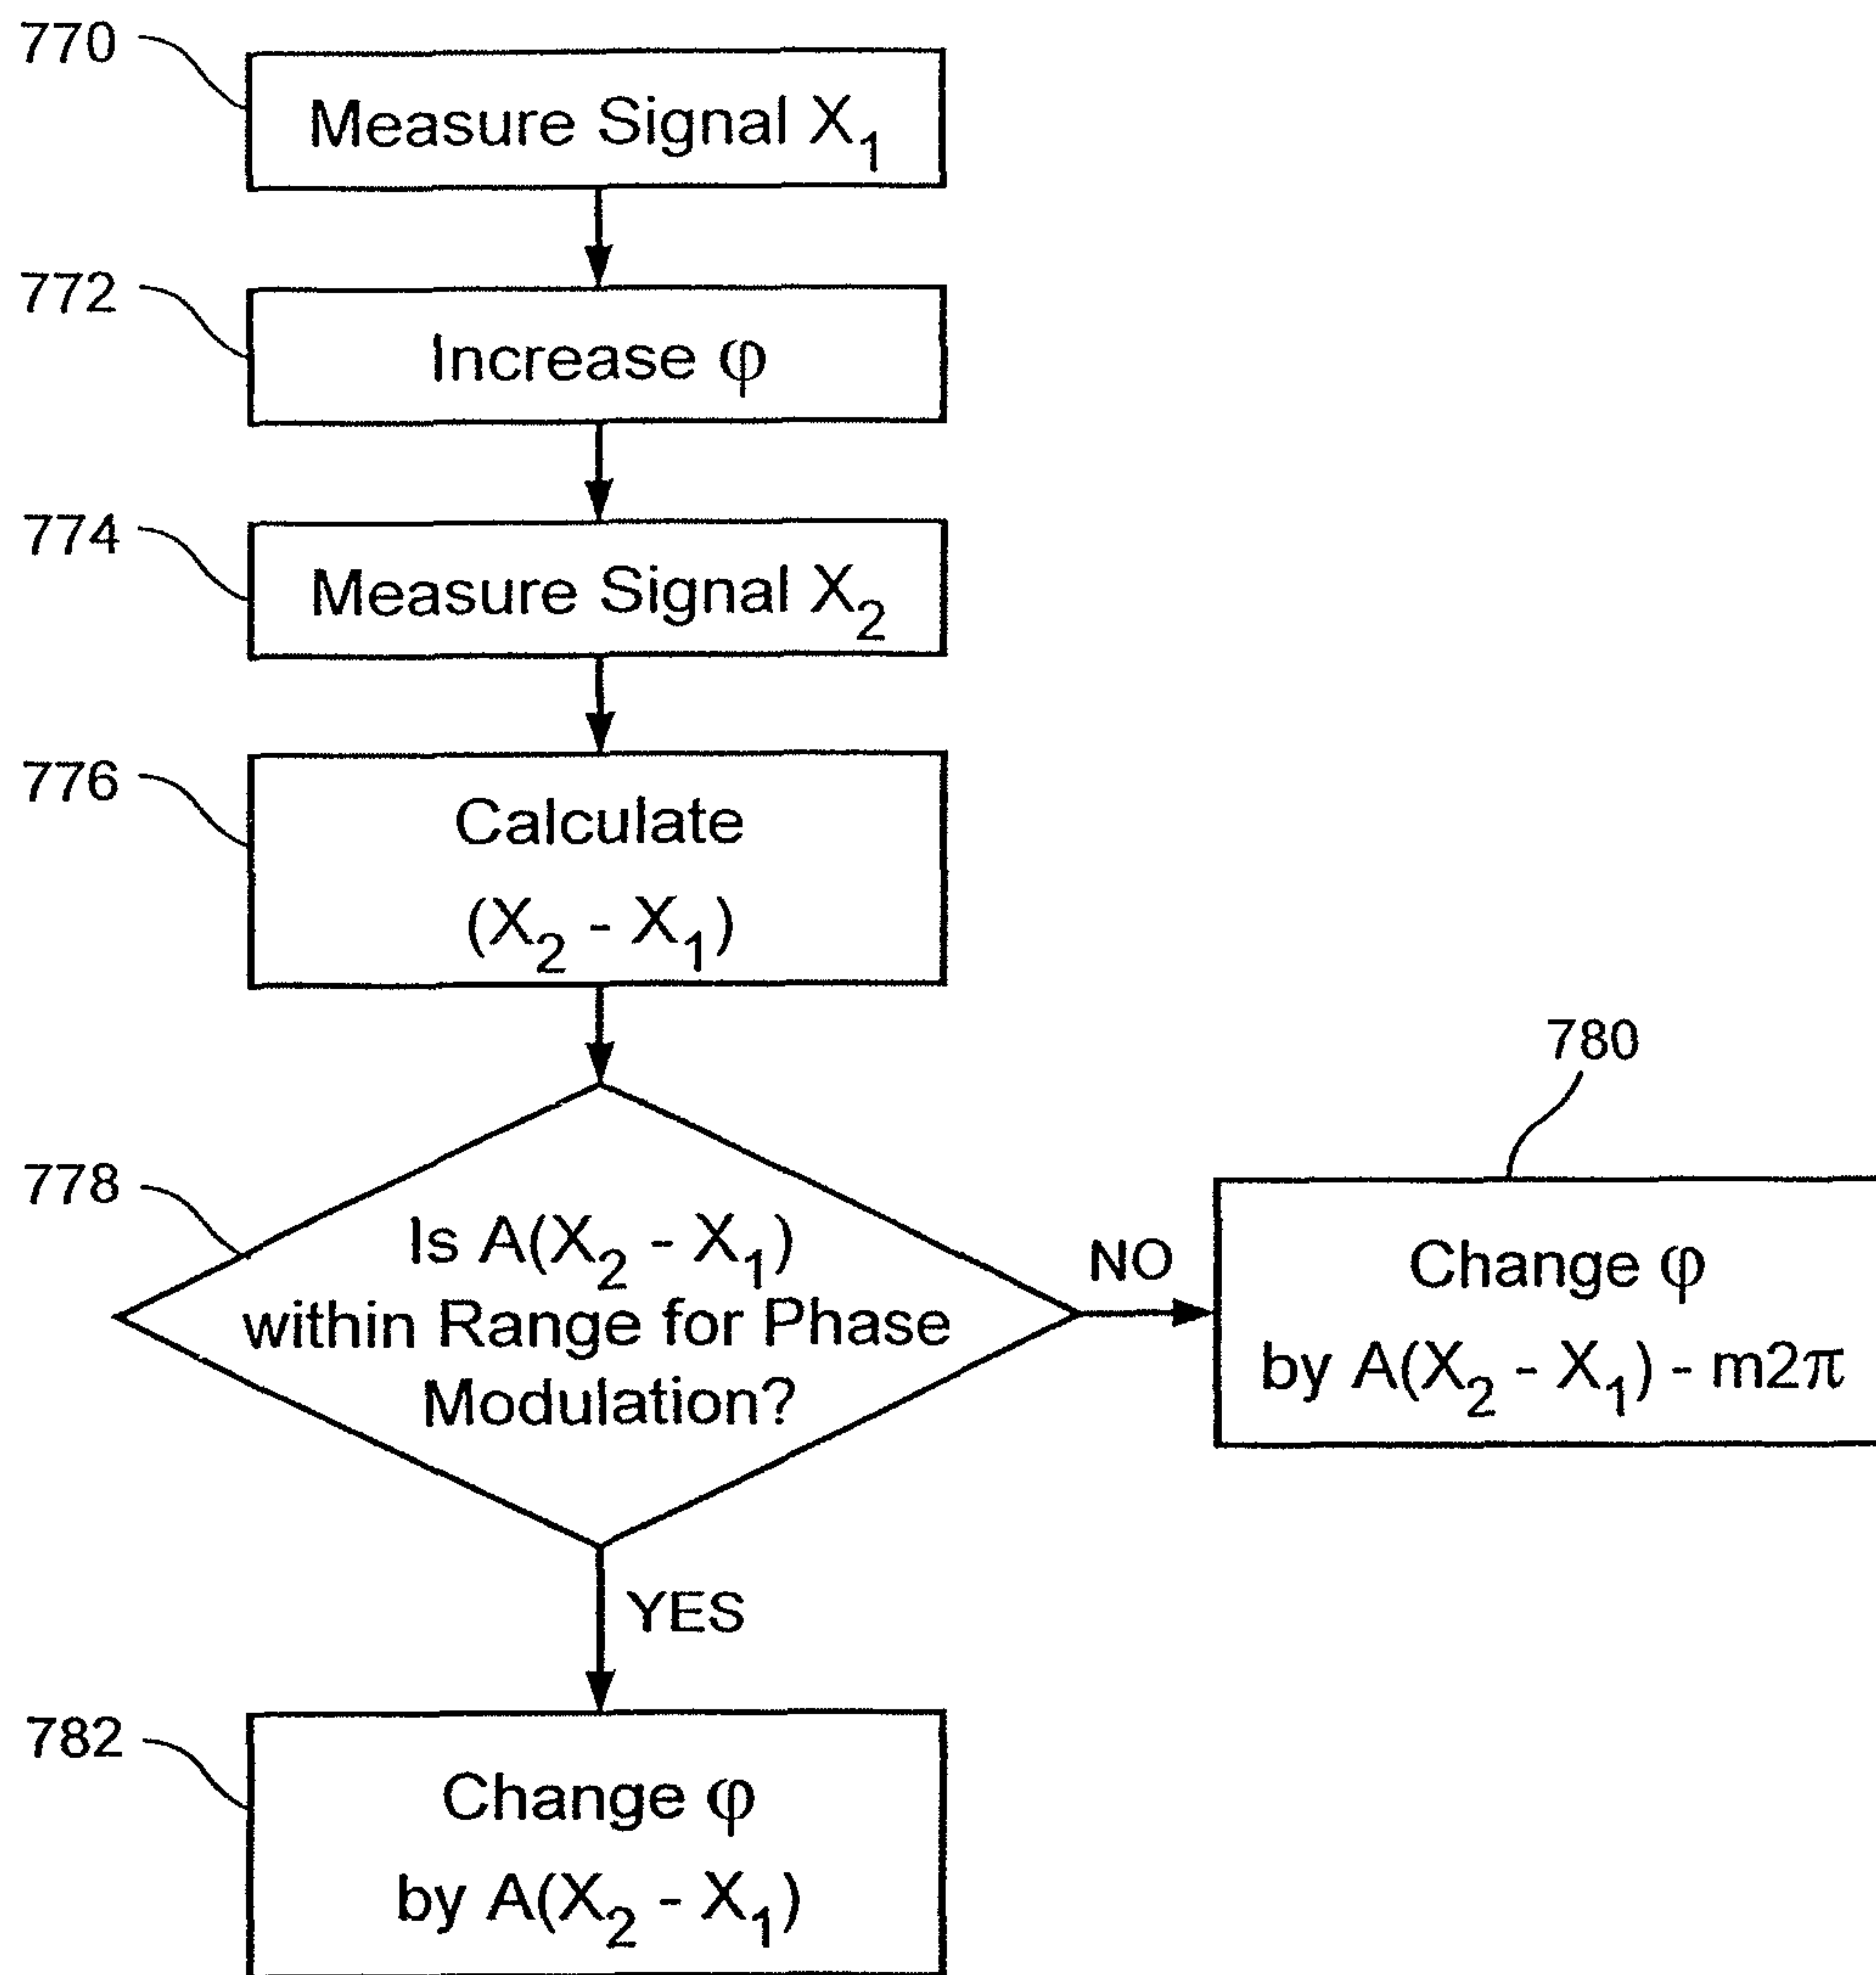 770
Measure Signal X₁
772
Increase φ
774
Measure Signal X₂
776
Calculate
(X₂ - X₁)
778
Is A(X₂ - X₁)
within Range for Phase
Modulation?
NO
780
Change φ
by A(X₂ - X₁) - m2π
YES
782
Change φ
by A(X₂ - X₁)